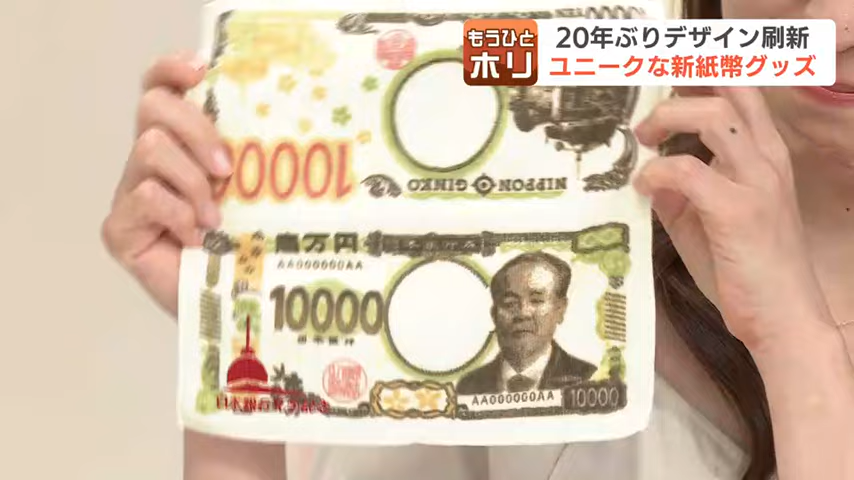 もうひと
ホリ
20年ぶりデザイン刷新
ユニークな新紙幣グッズ
10000
NIPPON GINKO
壱万円
AA000000AA
10000
AA000000AA
10000